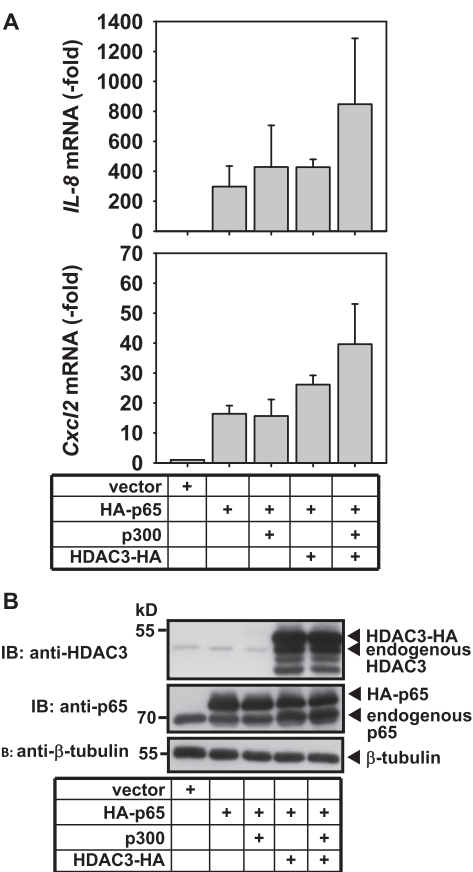 A
IL-8 mRNA (-fold)
1400
1200
1000
800
600
400
200
0
Cxcl2 mRNA (-fold)
70
60
50
40
30
20
10
0
vector +
HA-p65 + + + +
p300 + +
HDAC3-HA + +
B
kD
55
IB: anti-HDAC3
HDAC3-HA
endogenous
HDAC3
IB: anti-p65
70
HA-p65
endogenous
p65
B: anti-β-tubulin
55
β-tubulin
vector +
HA-p65 + + + +
p300 + +
HDAC3-HA + +